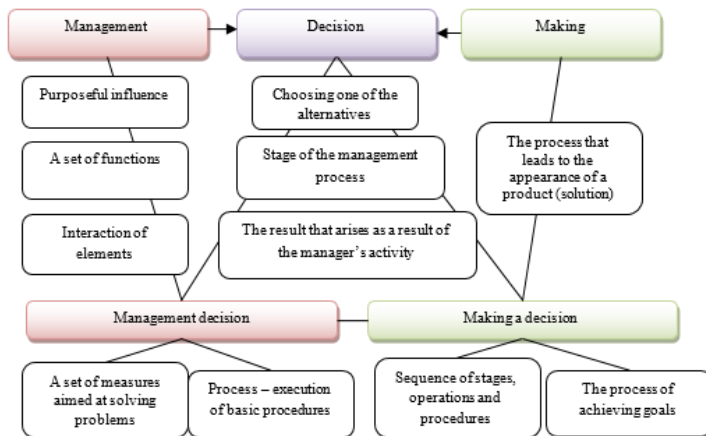 Management
Decision
Making
Purposeful influence
A set of functions
Interaction of
elements
Choosing one of the
alternatives
Stage of the management
process
The result that arises as a result of
the manager's activity
The process that
leads to the
appearance of a
product (solution)
Management decision
Making a decision
A set of measures
aimed at solving
problems
Process – execution
of basic procedures
Sequence of stages,
operations and
procedures
The process of
achieving goals